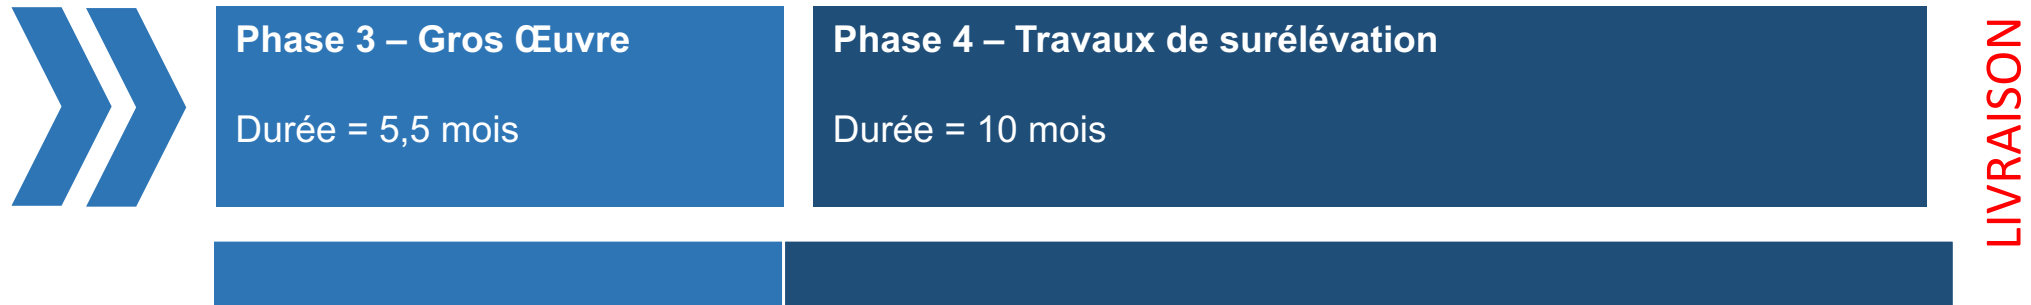 Phase 3 – Gros Œuvre
Durée = 5,5 mois
Phase 4 – Travaux de surélévation
Durée = 10 mois
LIVRAISON